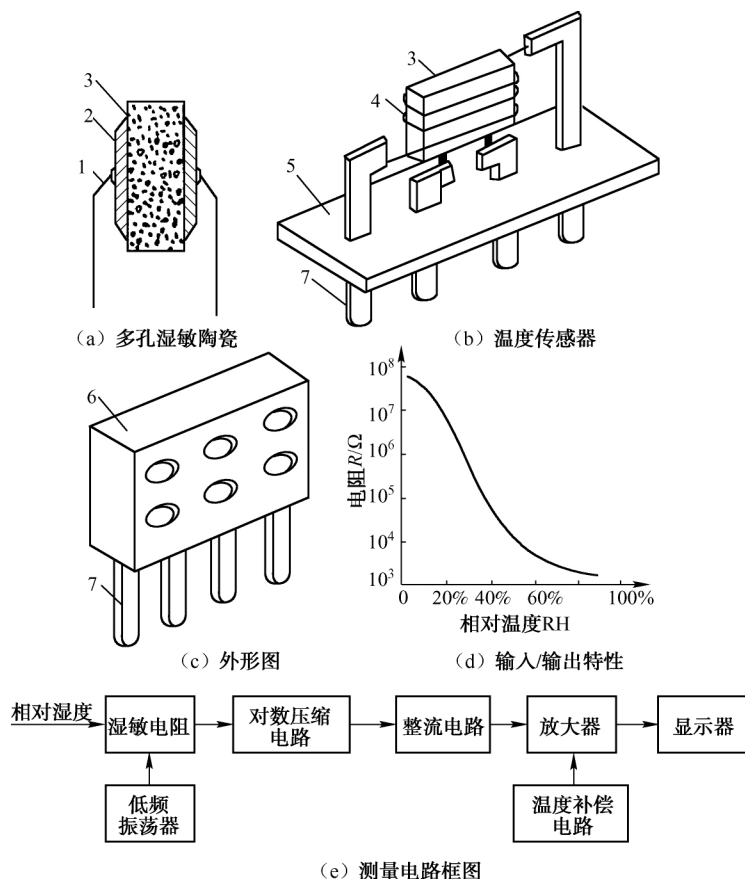 3
2
1
（a）多孔湿敏陶瓷
3
4
5
7
（b）温度传感器
6
7
（c）外形图
10⁸
10⁷
10⁶
10⁵
10⁴
10³
电阻R/Ω
0 20% 40% 60% 100%
相对温度RH
（d）输入/输出特性
相对湿度
湿敏电阻
对数压缩
电路
整流电路
放大器
显示器
低频
振荡器
温度补偿
电路
（e）测量电路框图